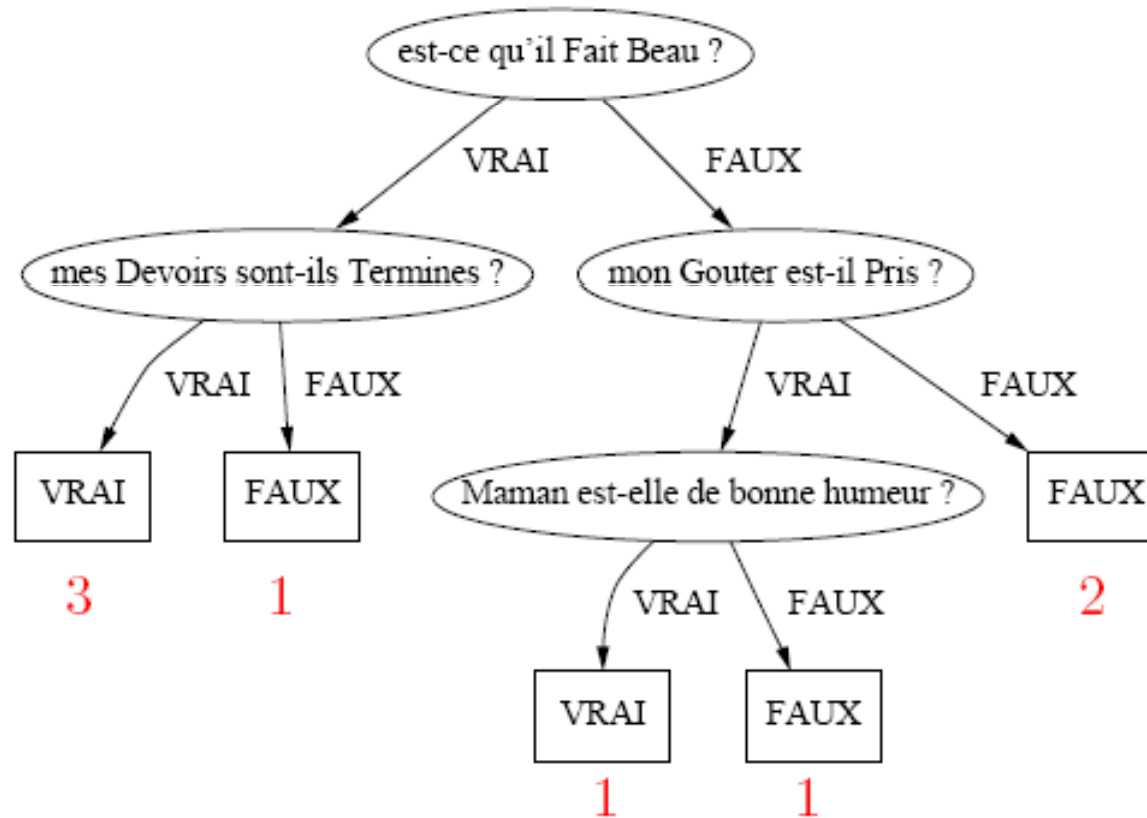 est-ce qu'il Fait Beau ?
VRAI
FAUX
mes Devoirs sont-ils Termines ?
mon Gouter est-il Pris ?
VRAI
FAUX
VRAI
FAUX
VRAI
FAUX
Maman est-elle de bonne humeur ?
FAUX
3
1
VRAI
FAUX
2
VRAI
FAUX
1
1